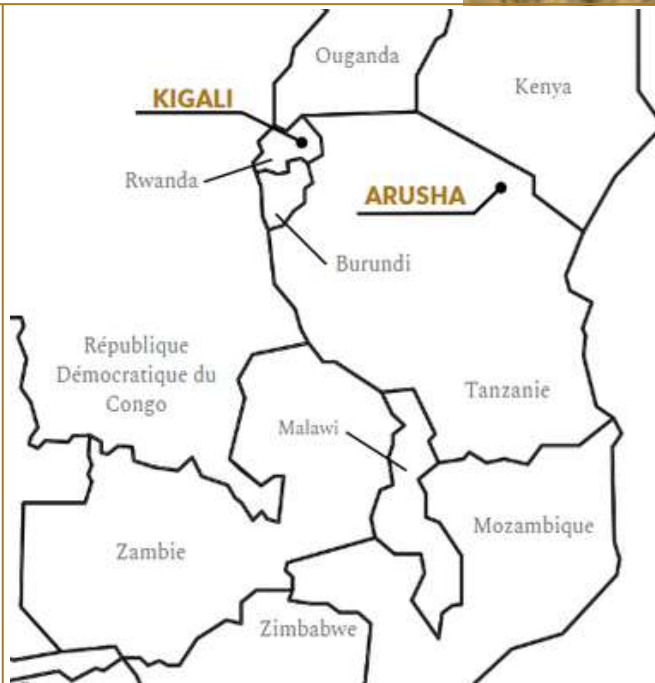 Ouganda
Kenya
KIGALI
Rwanda
ARUSHA
Burundi
République
Démocratique du
Congo
Tanzanie
Malawi
Mozambique
Zambie
Zimbabwe